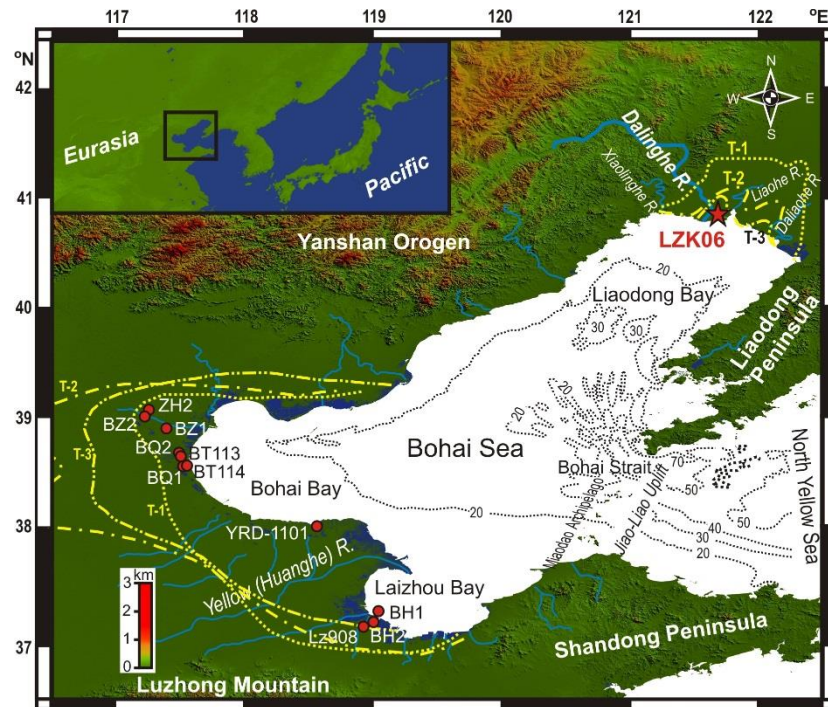 117 118 119 120 121 122 °E
°N
42
41
40
39
38
37
Eurasia
Pacific
N
W E
S
Dalinghe R.
Xiaolinghe R.
T-1
T-2
Liaohe R.
Daliaohe R.
T-3
LZK06
Yanshan Orogen
20
Liaodong Bay
30
30
Liaodong
Peninsula
T-2
ZH2
BZ2
BZ1
BQ2
BT113
BQ1
BT114
T-3
T-1
20
20
Bohai Sea
Bohai Strait
70
50
50
North Yellow Sea
Bohai Bay
20
Miaodao Archipelago
Jiao-Liao Uplift
40
30
20
YRD-1101
3 km
2
1
0
Yellow (Huanghe) R.
Laizhou Bay
BH1
Lz908
BH2
Shandong Peninsula
Luzhong Mountain